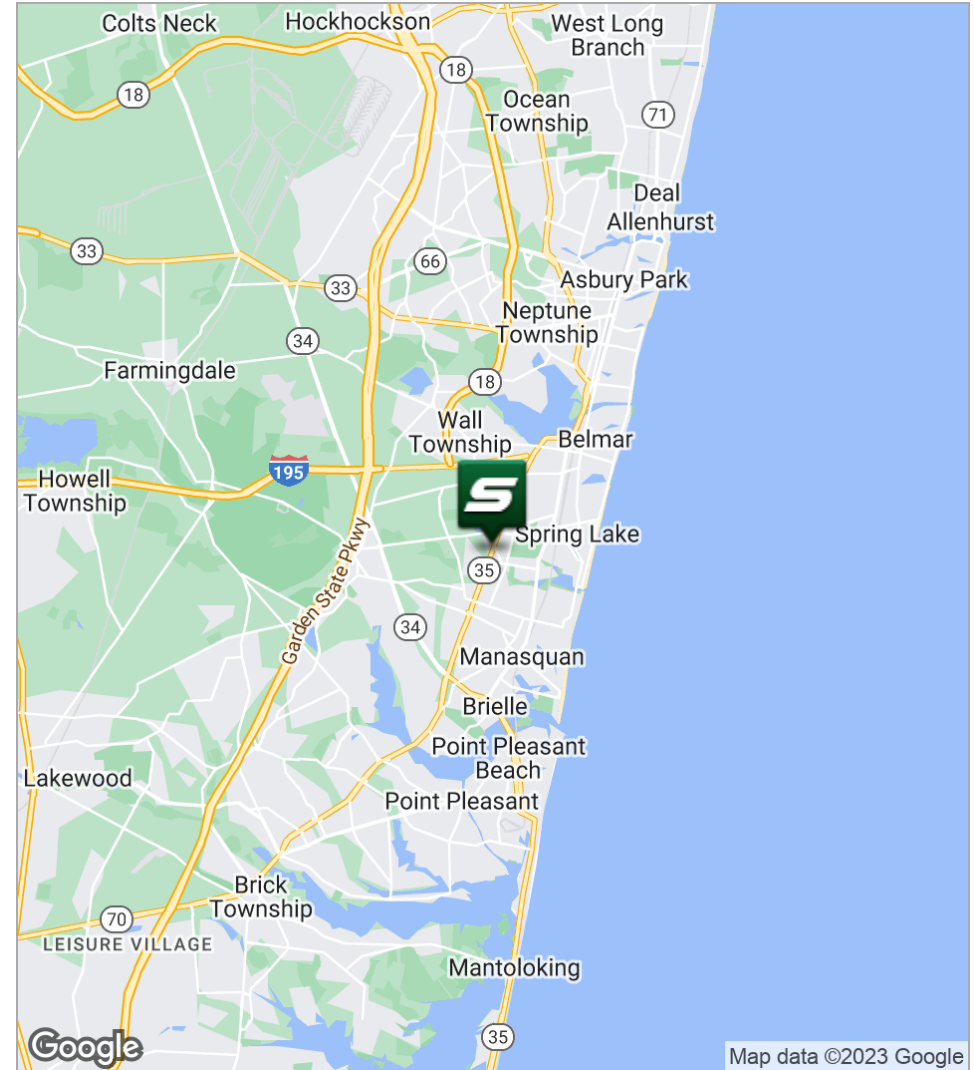 Colts Neck
Hockhockson
West Long
Branch
18
18
Ocean
Township
71
Deal
Allenhurst
33
66
Asbury Park
33
Neptune
Township
34
Farmingdale
18
Wall
Township
Belmar
195
Howell
Township
S
Spring Lake
35
Garden State Pkwy
34
Manasquan
Brielle
Point Pleasant
Beach
Lakewood
Point Pleasant
Brick
Township
70
LEISURE VILLAGE
Mantoloking
35
Google
Map data ©2023 Google